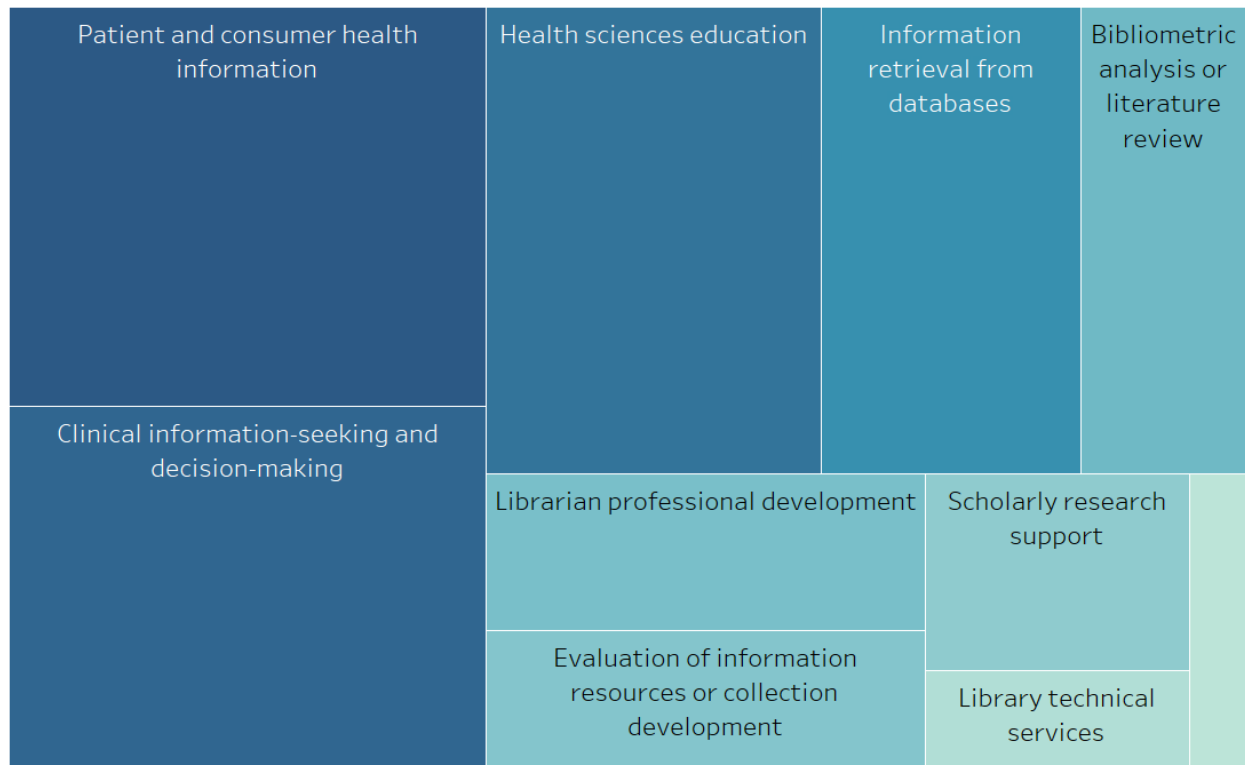 Patient and consumer health
information
Health sciences education
Information
retrieval from
databases
Bibliometric
analysis or
literature
review
Clinical information-seeking and
decision-making
Librarian professional development
Scholarly research
support
Evaluation of information
resources or collection
development
Library technical
services